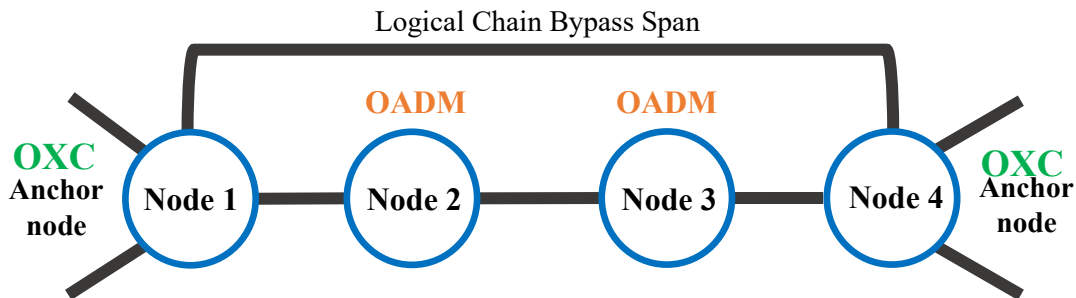 Logical Chain Bypass Span
OADM
OADM
OXC
Anchor
node
Node 1
Node 2
Node 3
Node 4
OXC
Anchor
node